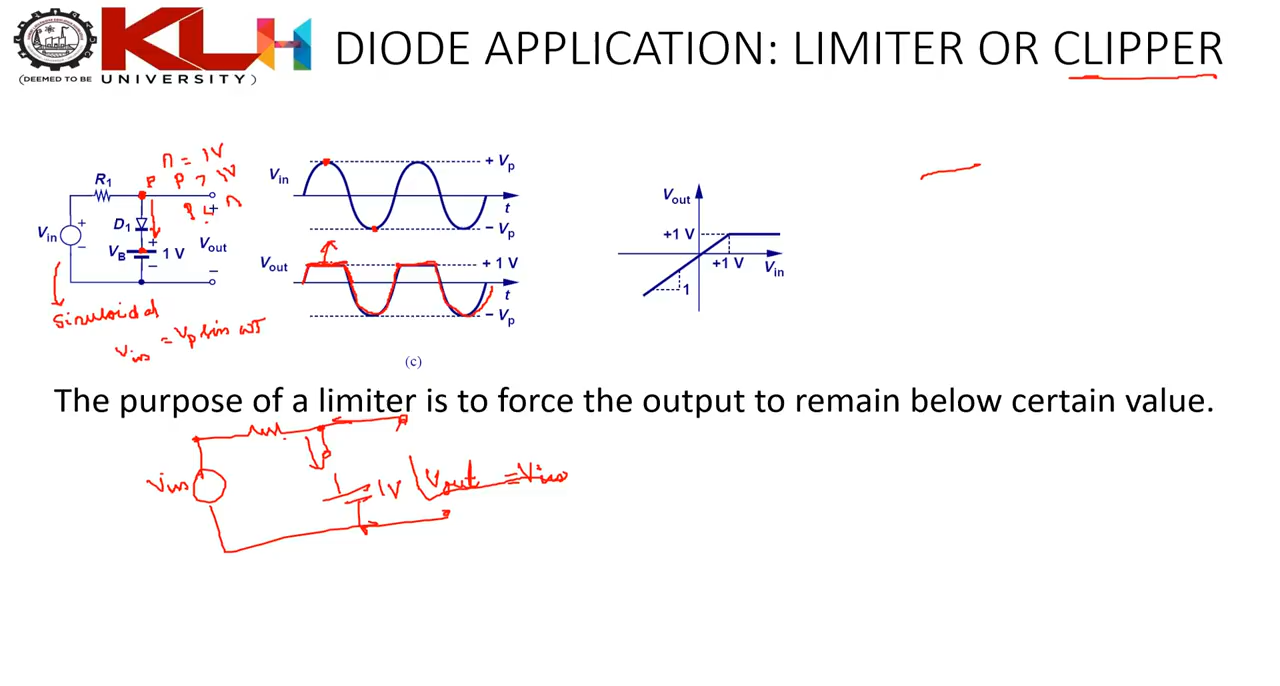 KLH
(DEEMED TO BE UNIVERSITY)
DIODE APPLICATION: LIMITER OR CLIPPER
n = 1V
P P > 1V
R1
P < n
+
D1
Vin + −
VB + − 1 V
Vout
−
Sinusoidal
Vin = Vp sin ωt
Vin
+ Vp
t
− Vp
Vout
+ 1 V
t
− Vp
(c)
Vout
+1 V
+1 V
Vin
1
The purpose of a limiter is to force the output to remain below certain value.
Vin
1V
Vout = Vin